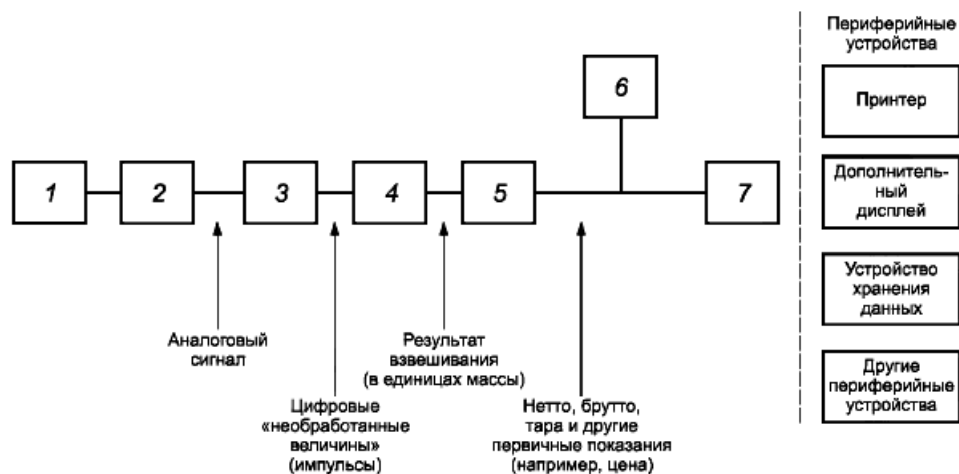 Периферийные
устройства
6
Принтер
1
2
3
4
5
7
Дополнитель-
ный
дисплей
Устройство
хранения
данных
Аналоговый
сигнал
Результат
взвешивания
(в единицах массы)
Другие
периферийные
устройства
Цифровые
«необработанные
величины»
(импульсы)
Нетто, брутто,
тара и другие
первичные показания
(например, цена)